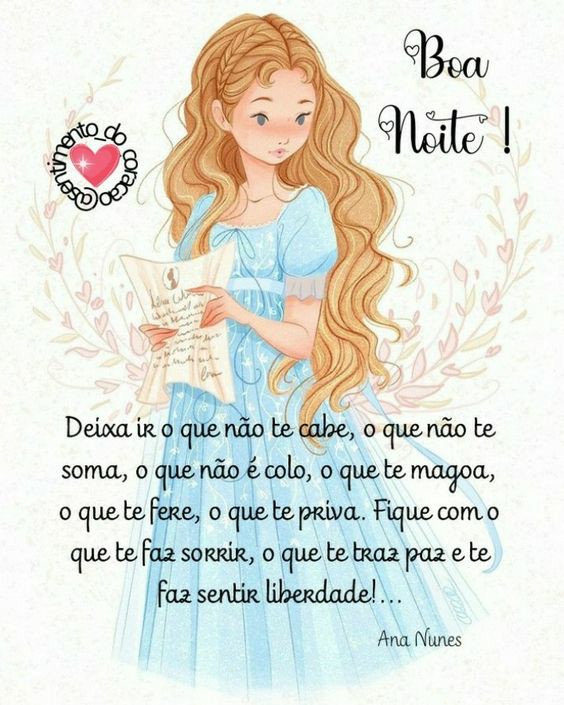 Boa
Noite !
@sentimento_do coracao
Deixa ir o que não te cabe, o que não te
soma, o que não é colo, o que te magoa,
o que te fere, o que te priva. Fique com o
que te faz sorrir, o que te traz paz e te
faz sentir liberdade!...
Ana Nunes